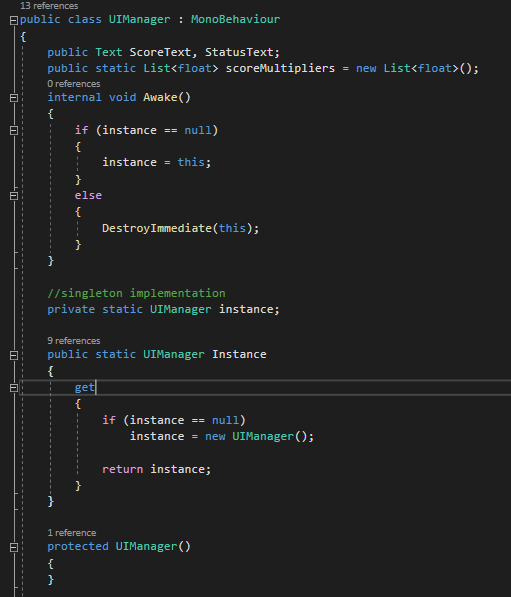 13 references
public class UIManager : MonoBehaviour
{
public Text ScoreText, StatusText;
public static List<float> scoreMultipliers = new List<float>();
0 references
internal void Awake()
{
if (instance == null)
{
instance = this;
}
else
{
DestroyImmediate(this);
}
}
//singleton implementation
private static UIManager instance;
9 references
public static UIManager Instance
{
get
{
if (instance == null)
instance = new UIManager();
return instance;
}
}
1 reference
protected UIManager()
{
}